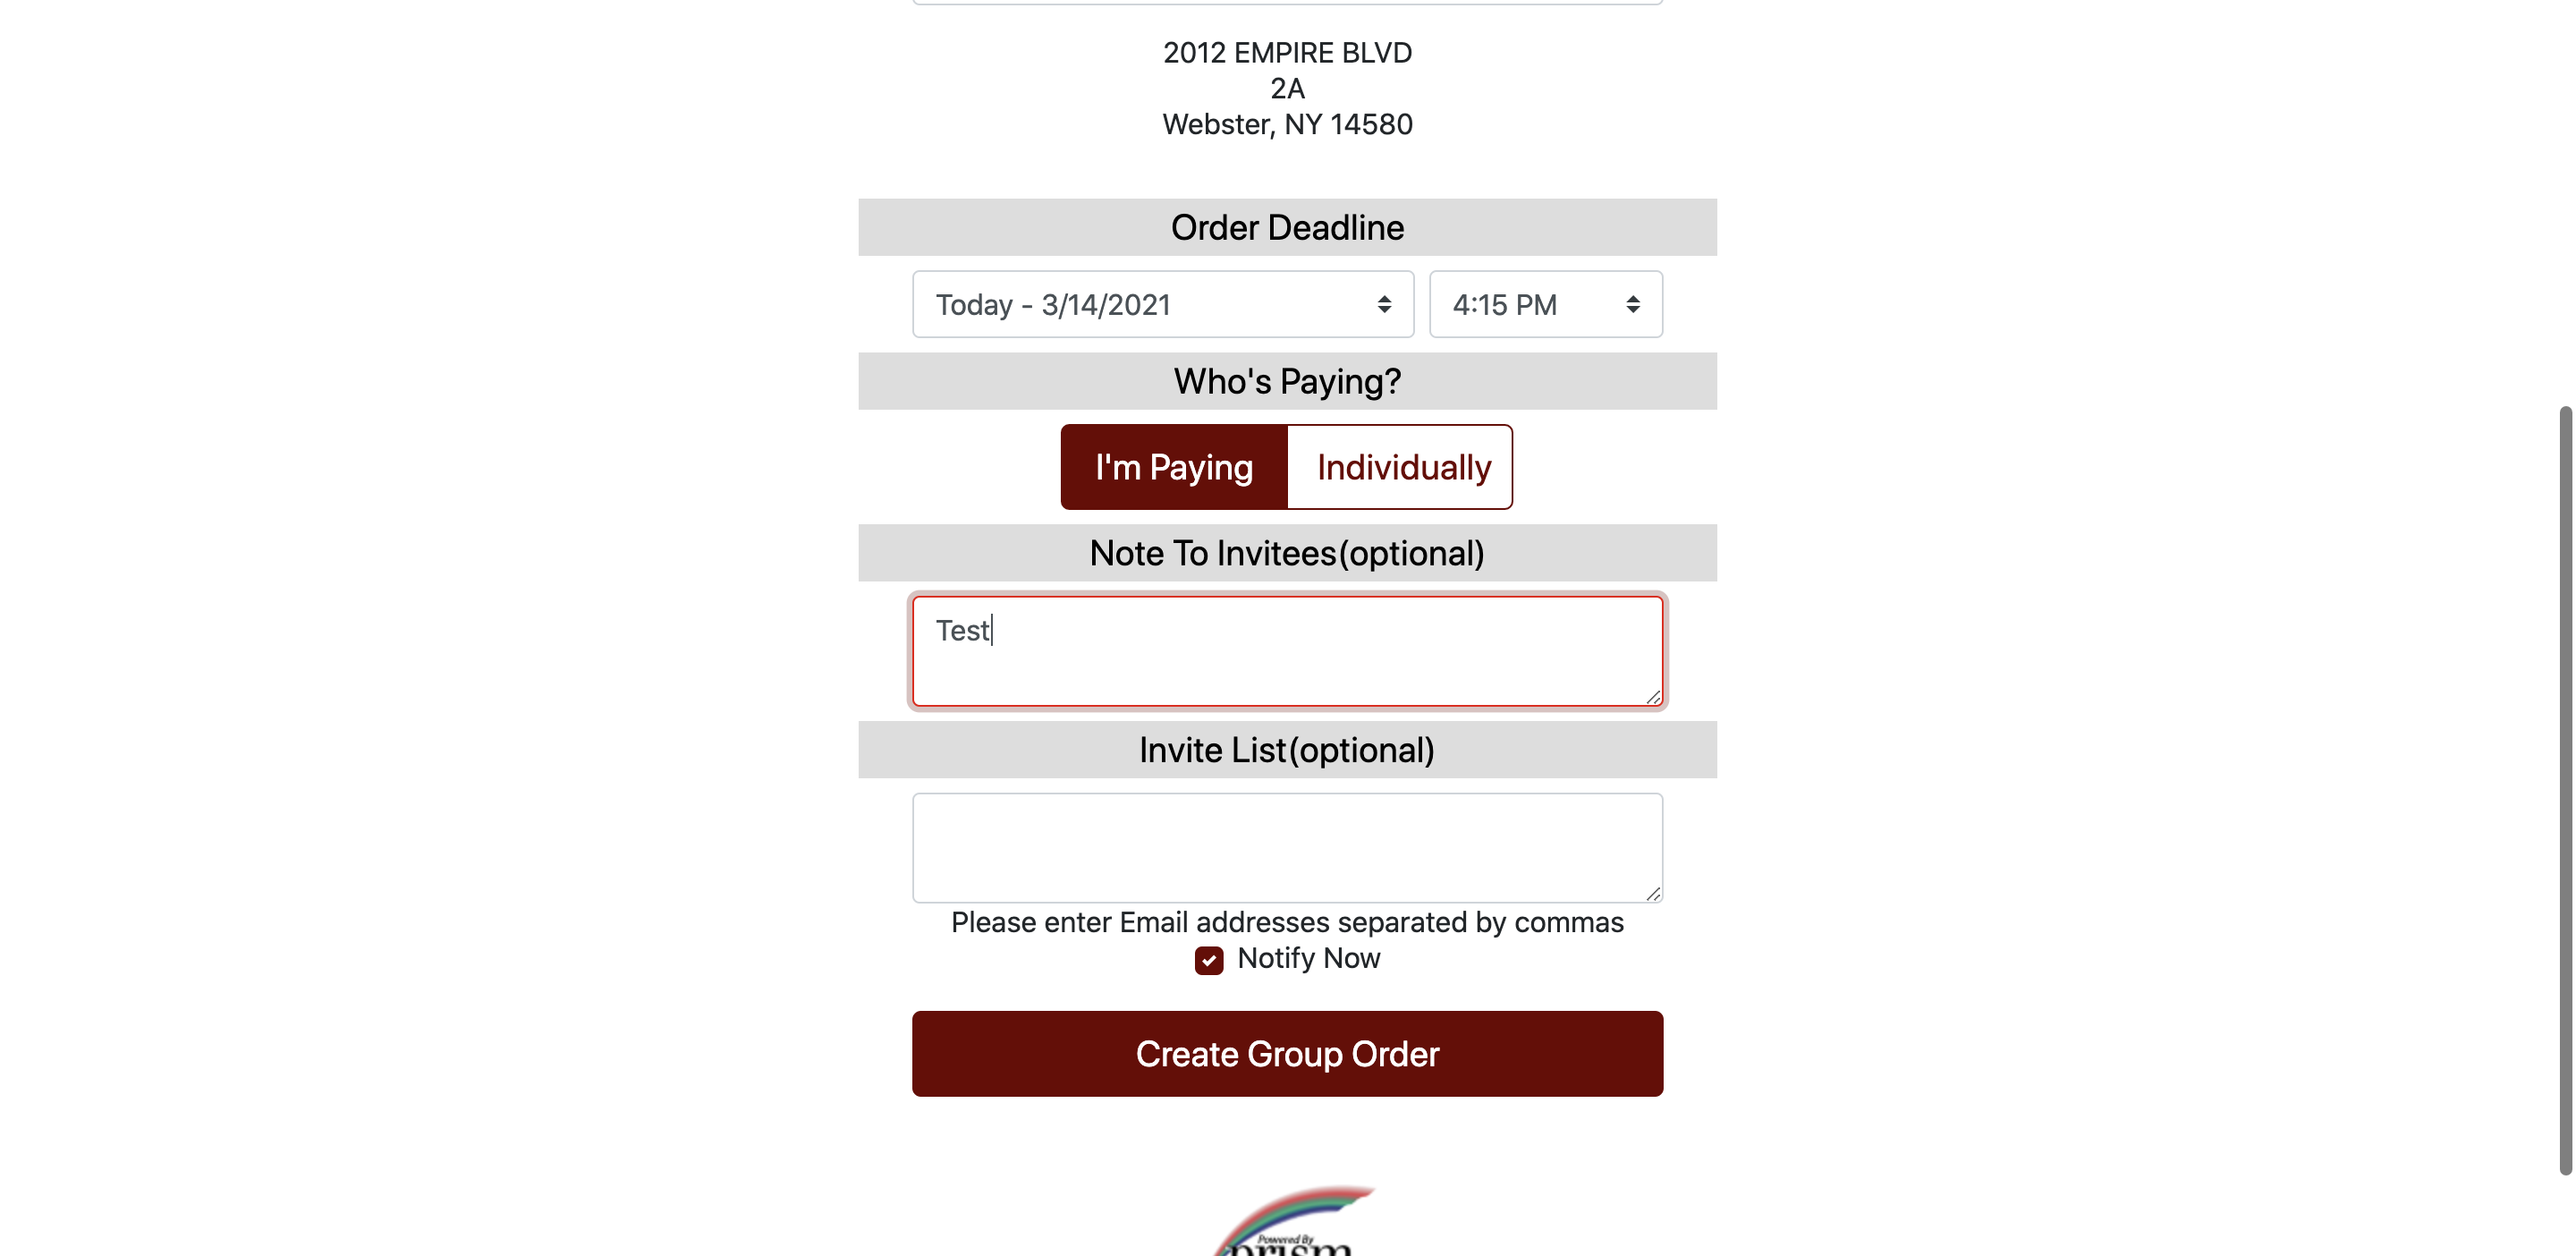 2012 EMPIRE BLVD
2A
Webster, NY 14580
Order Deadline
Today - 3/14/2021 4:15 PM
Who's Paying?
I'm Paying Individually
Note To Invitees(optional)
Test
Invite List(optional)
Please enter Email addresses separated by commas
Notify Now
Create Group Order
Powered By
prism